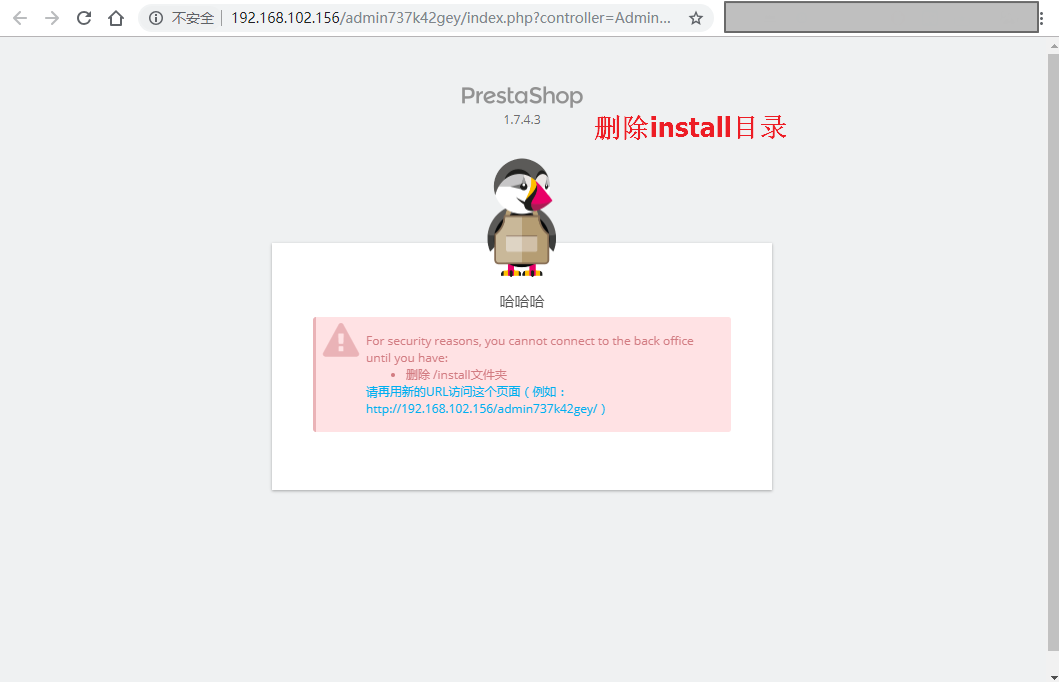 不安全 192.168.102.156/admin737k42gey/index.php?controller=Admin...
PrestaShop
1.7.4.3
删除install目录
哈哈哈
For security reasons, you cannot connect to the back office
until you have:
• 删除 /install文件夹
请再用新的URL访问这个页面（例如：
http://192.168.102.156/admin737k42gey/ )